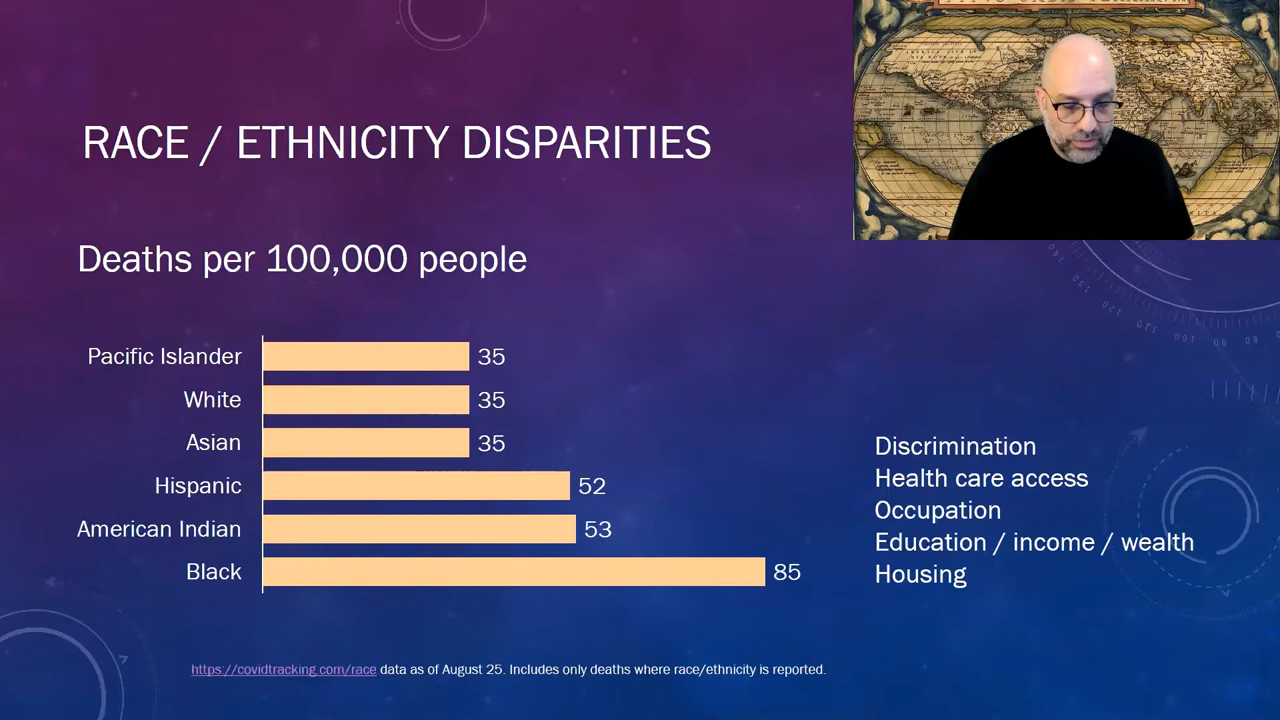 RACE / ETHNICITY DISPARITIES
Deaths per 100,000 people
Pacific Islander 35
White 35
Asian 35
Hispanic 52
American Indian 53
Black 85
Discrimination
Health care access
Occupation
Education / income / wealth
Housing
https://covidtracking.com/race data as of August 25. Includes only deaths where race/ethnicity is reported.